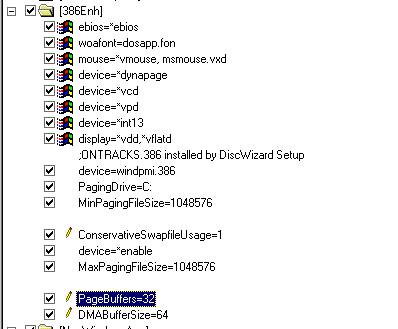 [386Enh]
ebios=*ebios
woafont=dosapp.fon
mouse=*vmouse, msmouse.vxd
device=*dynapage
device=*vcd
device=*vpd
device=*int13
display=*vdd,*vflatd
;ONTRACKS.386 installed by DiscWizard Setup
device=windpmi.386
PagingDrive=C:
MinPagingFileSize=1048576
ConservativeSwapfileUsage=1
device=*enable
MaxPagingFileSize=1048576
PageBuffers=32
DMABufferSize=64